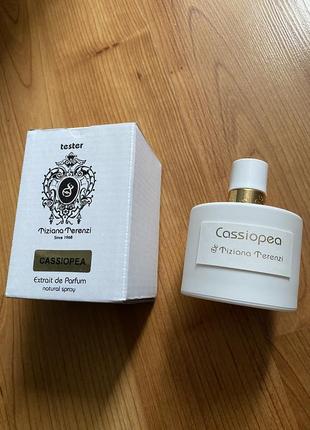 tester
Tiziana Terenzi
Since 1968
CASSIOPEA
Extrait de Parfum
natural spray
Cassiopea
Tiziana Terenzi